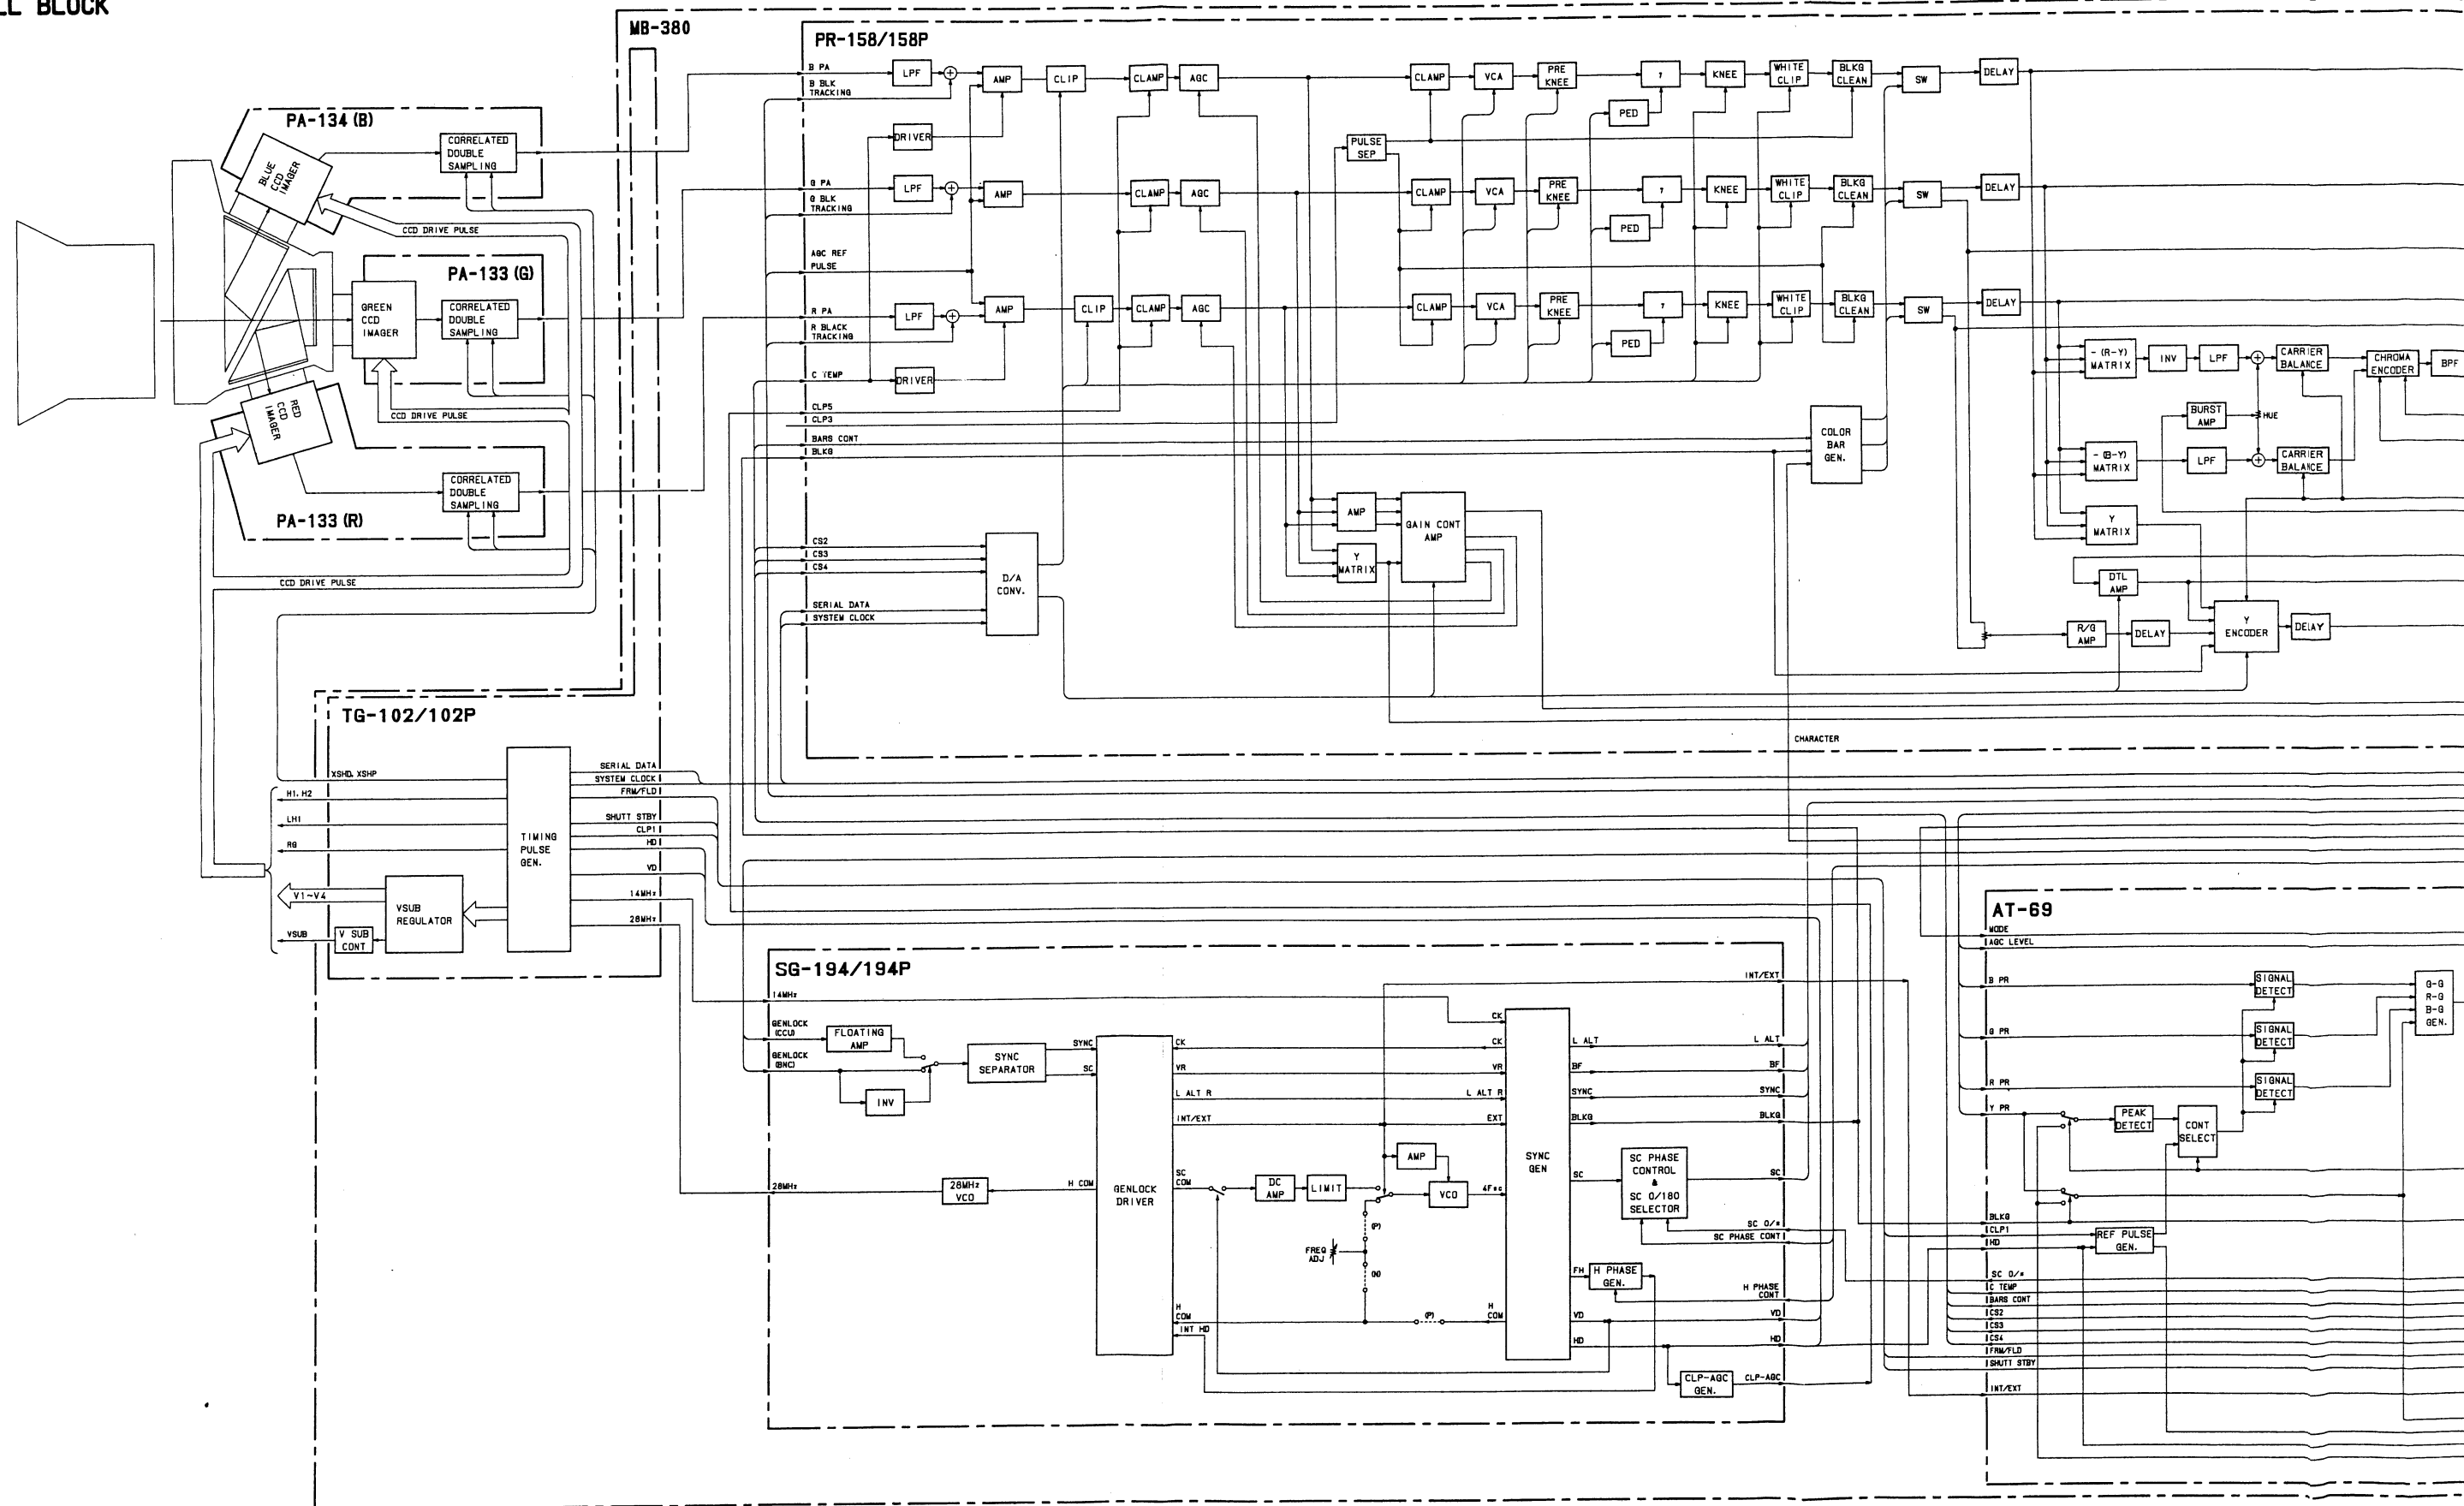 LL BLOCK
MB-380
PR-158/158P
B PA
B BLK
TRACKING
LPF
AMP
CLIP
CLAMP
AGC
DRIVER
CLAMP
VCA
PRE
KNEE
γ
PED
KNEE
WHITE
CLIP
BLKG
CLEAN
SW
DELAY
PULSE
SEP
G PA
G BLK
TRACKING
LPF
AMP
CLAMP
AGC
CLAMP
VCA
PRE
KNEE
γ
PED
KNEE
WHITE
CLIP
BLKG
CLEAN
SW
DELAY
AGC REF
PULSE
R PA
R BLACK
TRACKING
LPF
AMP
CLIP
CLAMP
AGC
CLAMP
VCA
PRE
KNEE
γ
PED
KNEE
WHITE
CLIP
BLKG
CLEAN
SW
DELAY
C TEMP
DRIVER
CLP5
CLP3
BARS CONT
BLKG
COLOR
BAR
GEN.
CS2
CS3
CS4
SERIAL DATA
SYSTEM CLOCK
D/A
CONV.
AMP
Y
MATRIX
GAIN CONT
AMP
-(R-Y)
MATRIX
INV
LPF
CARRIER
BALANCE
CHROMA
ENCODER
BPF
BURST
AMP
HUE
-(B-Y)
MATRIX
LPF
CARRIER
BALANCE
Y
MATRIX
DTL
AMP
R/G
AMP
DELAY
Y
ENCODER
DELAY
CHARACTER
PA-134(B)
BLUE
CCD
IMAGER
CORRELATED
DOUBLE
SAMPLING
CCD DRIVE PULSE
PA-133(G)
GREEN
CCD
IMAGER
CORRELATED
DOUBLE
SAMPLING
CCD DRIVE PULSE
RED
CCD
IMAGER
CORRELATED
DOUBLE
SAMPLING
PA-133(R)
CCD DRIVE PULSE
TG-102/102P
XSHD, XSHP
H1, H2
LH1
RG
V1~V4
VSUB
V SUB
CONT
VSUB
REGULATOR
TIMING
PULSE
GEN.
SERIAL DATA
SYSTEM CLOCK
FRM/FLD
SHUTT STBY
CLP1
HD
VD
14MHz
28MHz
SG-194/194P
14MHz
GENLOCK
(CCU)
GENLOCK
(BNC)
FLOATING
AMP
INV
SYNC
SEPARATOR
SYNC
SC
28MHz
28MHz
VCO
H COM
GENLOCK
DRIVER
CK
VR
L ALT R
INT/EXT
SC
COM
H
COM
INT HD
DC
AMP
LIMIT
AMP
VCO
FREQ
ADJ
(P)
(N)
(P)
CK
CK
VR
L ALT R
EXT
4Fsc
H
COM
SYNC
GEN
L ALT
BF
SYNC
BLKG
SC
FH
VD
HD
SC PHASE
CONTROL
&
SC 0/180
SELECTOR
H PHASE
GEN.
CLP-AGC
GEN.
INT/EXT
L ALT
BF
SYNC
BLKG
SC
SC 0/π
SC PHASE CONT
H PHASE
CONT
VD
HD
CLP-AGC
AT-69
MODE
AGC LEVEL
B PR
G PR
R PR
Y PR
SIGNAL
DETECT
SIGNAL
DETECT
SIGNAL
DETECT
G-G
R-G
B-G
GEN.
PEAK
DETECT
CONT
SELECT
BLKG
CLP1
HD
REF PULSE
GEN.
SC 0/π
C TEMP
BARS CONT
CS2
CS3
CS4
FRM/FLD
SHUTT STBY
INT/EXT